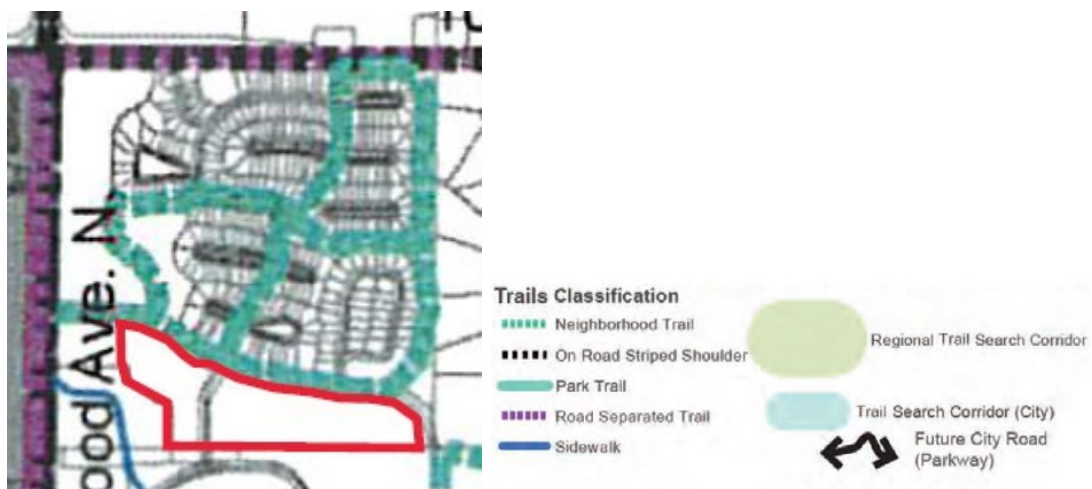 ood Ave. N.
Trails Classification
Neighborhood Trail
On Road Striped Shoulder
Park Trail
Road Separated Trail
Sidewalk
Regional Trail Search Corridor
Trail Search Corridor (City)
Future City Road
(Parkway)